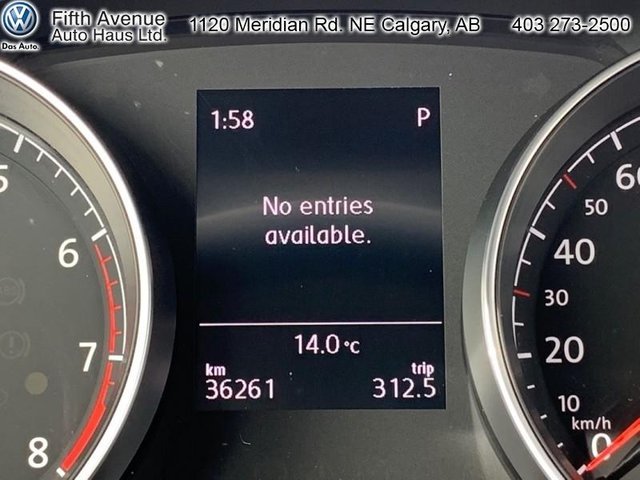 Fifth Avenue
Auto Haus Ltd.
1120 Meridian Rd. NE Calgary, AB
403 273-2500
Das Auto.
1:58 P
No entries
available.
14.0 °c
km trip
36261 312.5
6
7
8
60
50
40
30
20
10
km/h
0